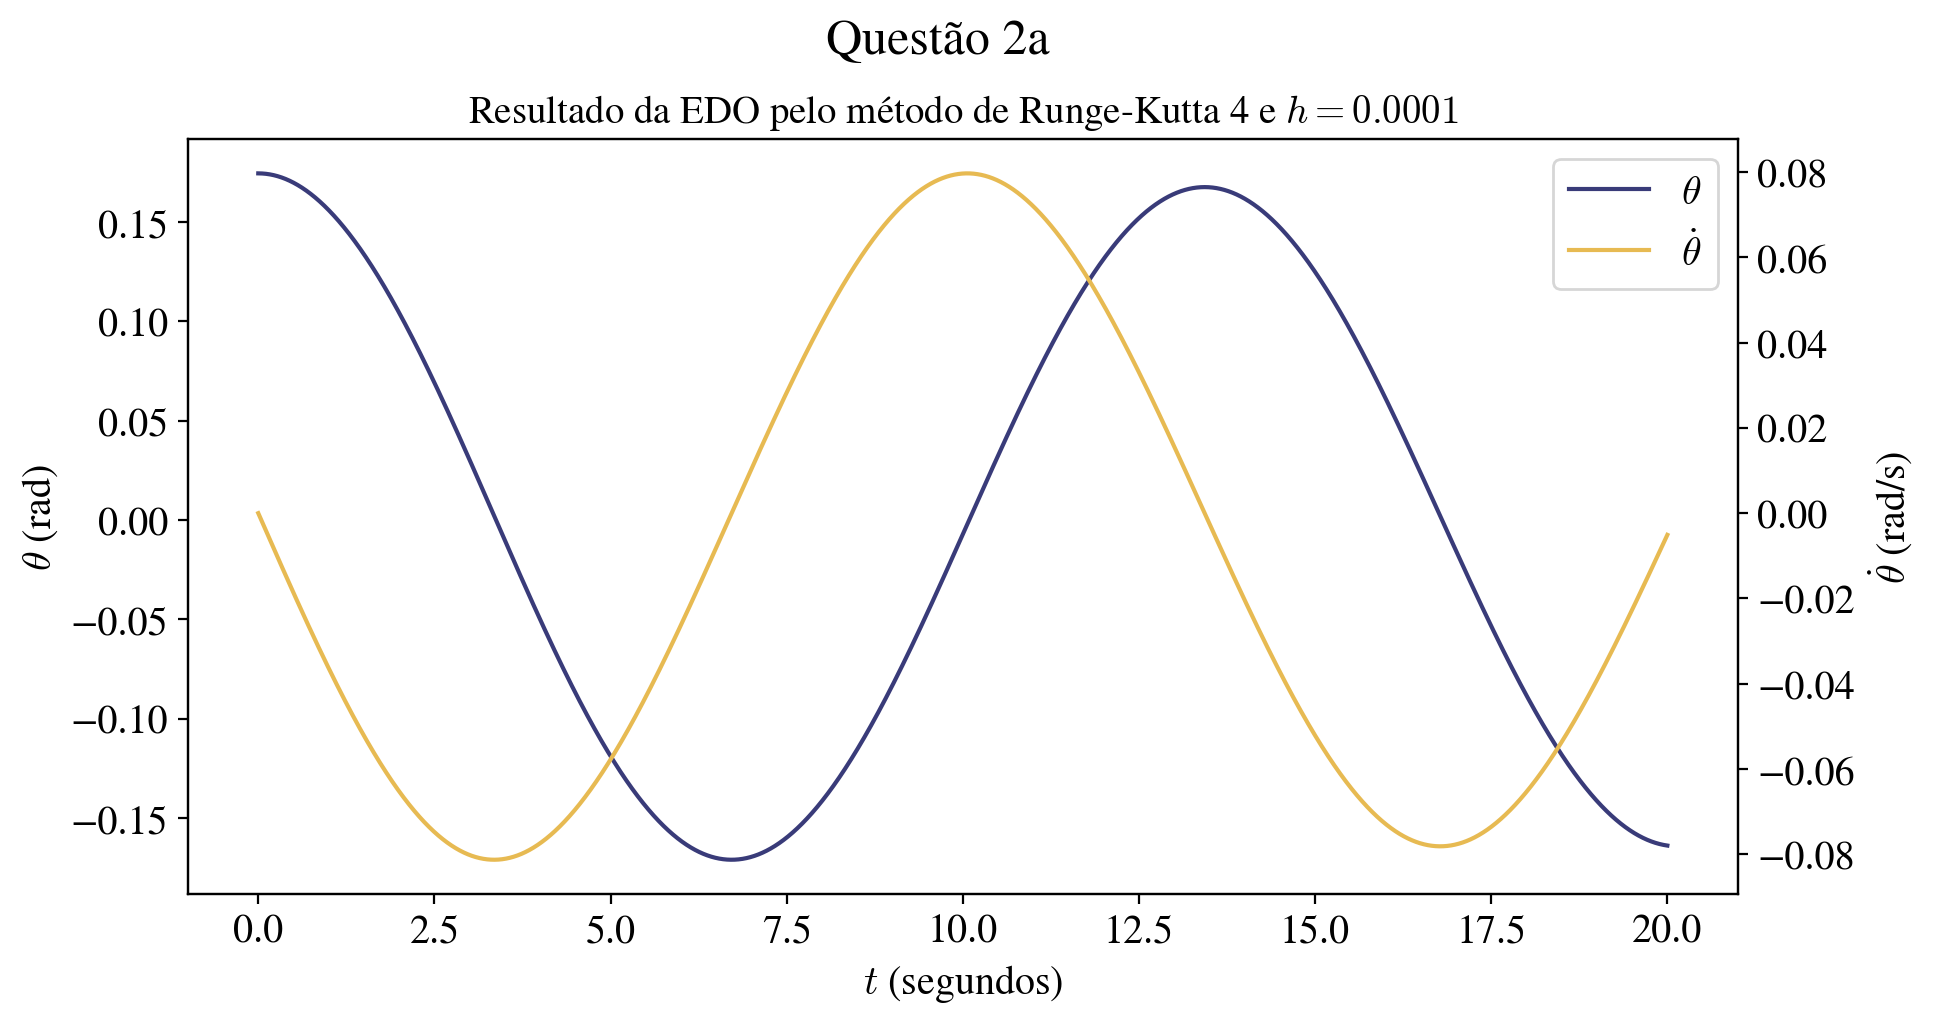 Questão 2a
Resultado da EDO pelo método de Runge-Kutta 4 e h = 0.0001
θ
θ̇
0.15
0.10
0.05
0.00
−0.05
−0.10
−0.15
θ (rad)
0.08
0.06
0.04
0.02
0.00
−0.02
−0.04
−0.06
−0.08
θ̇ (rad/s)
0.0 2.5 5.0 7.5 10.0 12.5 15.0 17.5 20.0
t (segundos)